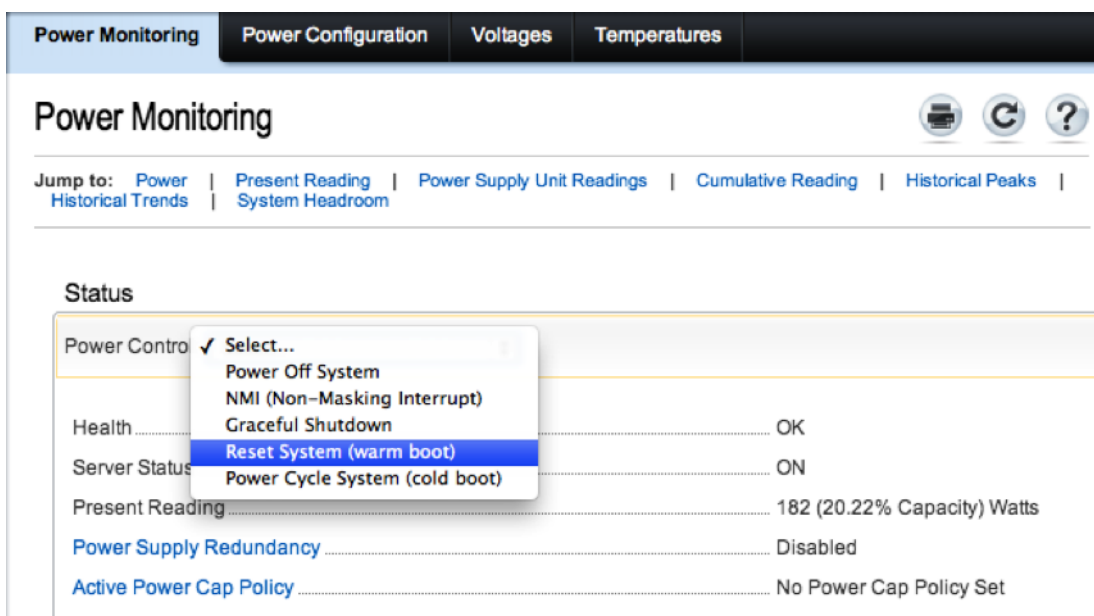 Power Monitoring Power Configuration Voltages Temperatures
Power Monitoring
Jump to: Power | Present Reading | Power Supply Unit Readings | Cumulative Reading | Historical Peaks |
Historical Trends | System Headroom
Status
Power Contro ✓ Select...
Power Off System
NMI (Non-Masking Interrupt)
Graceful Shutdown
Reset System (warm boot)
Power Cycle System (cold boot)
Health OK
Server Status ON
Present Reading 182 (20.22% Capacity) Watts
Power Supply Redundancy Disabled
Active Power Cap Policy No Power Cap Policy Set